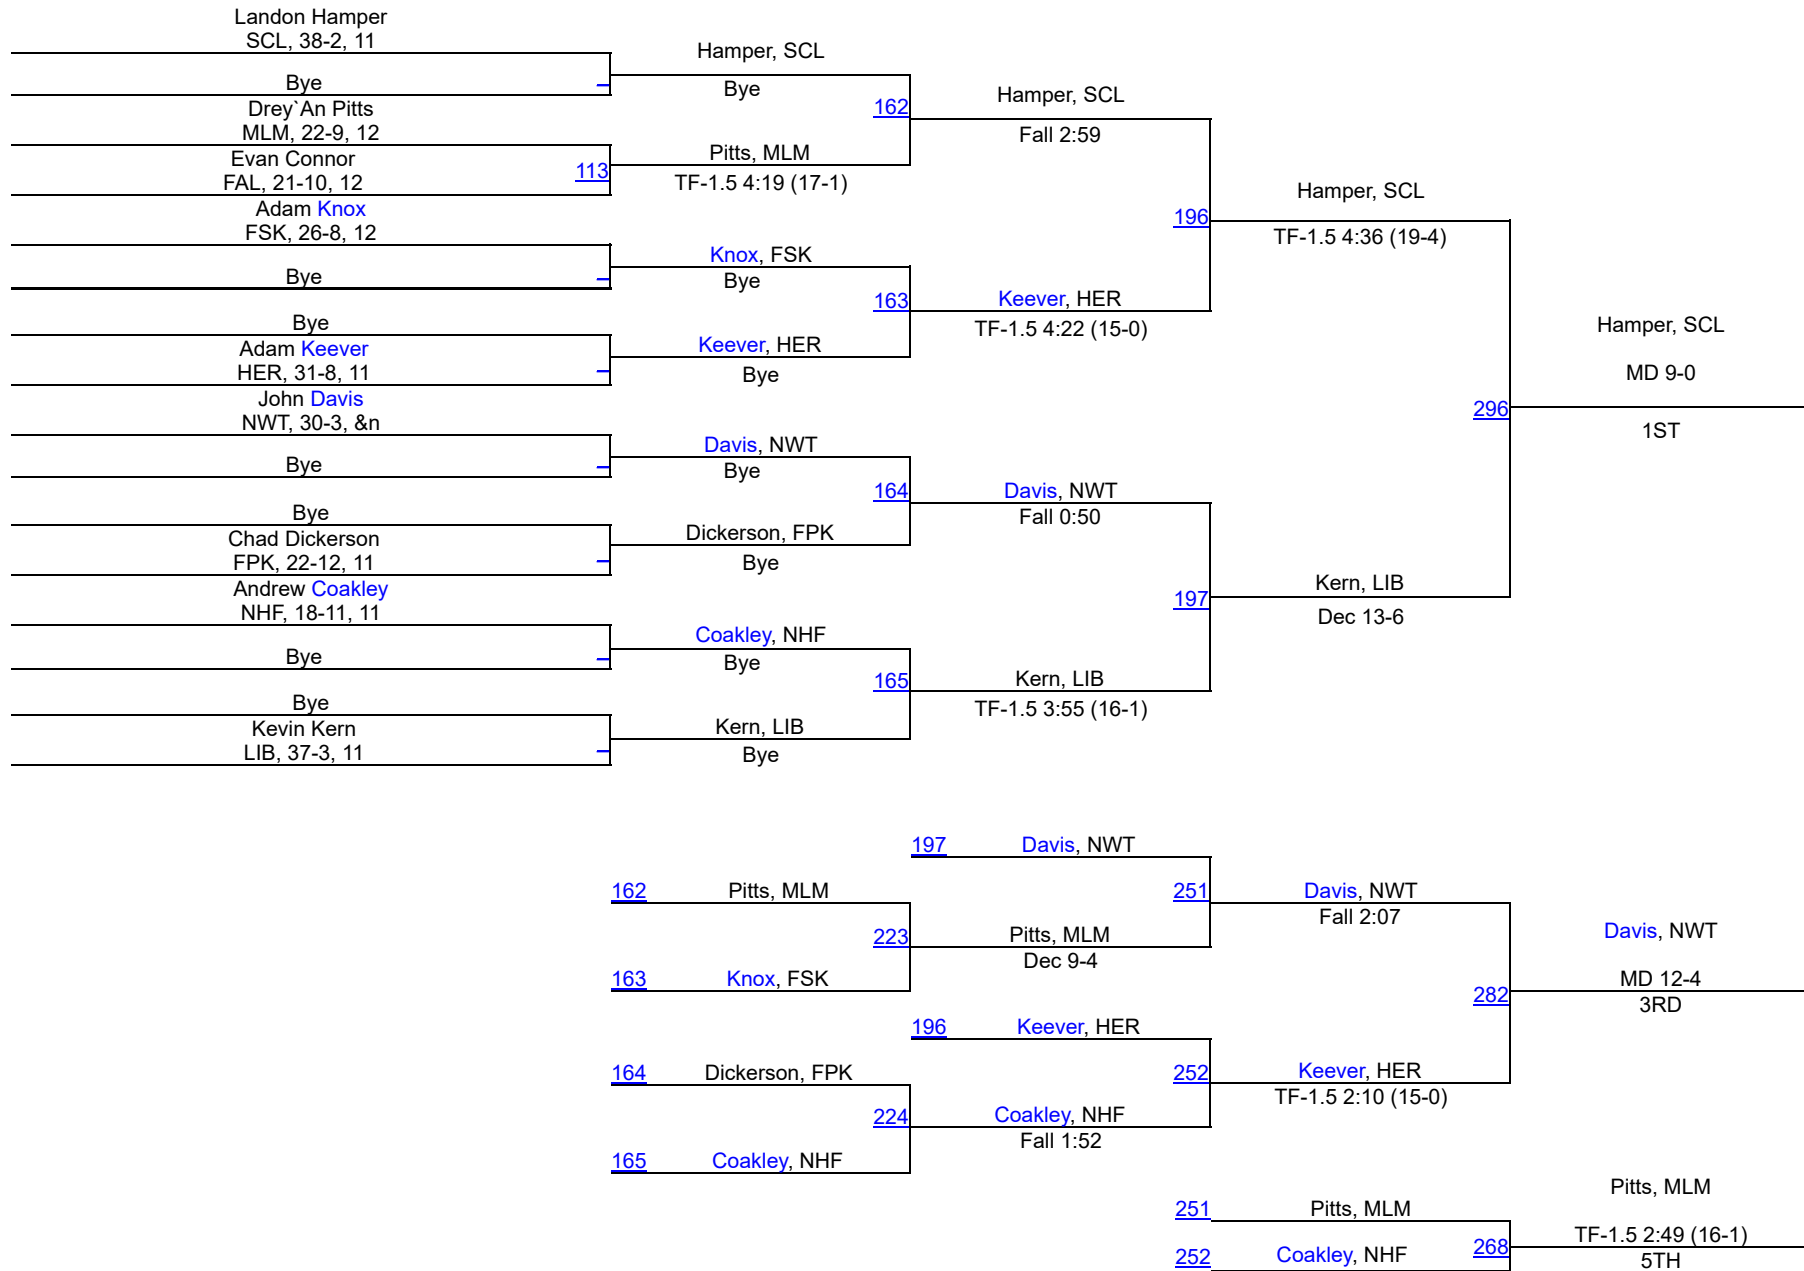 Landon Hamper
SCL, 38-2, 11
Bye
Drey`An Pitts
MLM, 22-9, 12
Evan Connor
FAL, 21-10, 12
113
Adam Knox
FSK, 26-8, 12
Bye
Bye
Adam Keever
HER, 31-8, 11
John Davis
NWT, 30-3, &n
Bye
Bye
Chad Dickerson
FPK, 22-12, 11
Andrew Coakley
NHF, 18-11, 11
Bye
Bye
Kevin Kern
LIB, 37-3, 11
Hamper, SCL
Bye
162
Pitts, MLM
TF-1.5 4:19 (17-1)
Knox, FSK
Bye
163
Keever, HER
Bye
Davis, NWT
Bye
164
Dickerson, FPK
Bye
Coakley, NHF
Bye
165
Kern, LIB
Bye
Hamper, SCL
Fall 2:59
196
Keever, HER
TF-1.5 4:22 (15-0)
Davis, NWT
Fall 0:50
197
Kern, LIB
TF-1.5 3:55 (16-1)
Hamper, SCL
TF-1.5 4:36 (19-4)
296
Kern, LIB
Dec 13-6
Hamper, SCL
MD 9-0
1ST
197 Davis, NWT
162 Pitts, MLM
223
163 Knox, FSK
Pitts, MLM
Dec 9-4
251
196 Keever, HER
164 Dickerson, FPK
224
165 Coakley, NHF
Coakley, NHF
Fall 1:52
252
Davis, NWT
Fall 2:07
282
Keever, HER
TF-1.5 2:10 (15-0)
Davis, NWT
MD 12-4
3RD
251 Pitts, MLM
252 Coakley, NHF
268
Pitts, MLM
TF-1.5 2:49 (16-1)
5TH